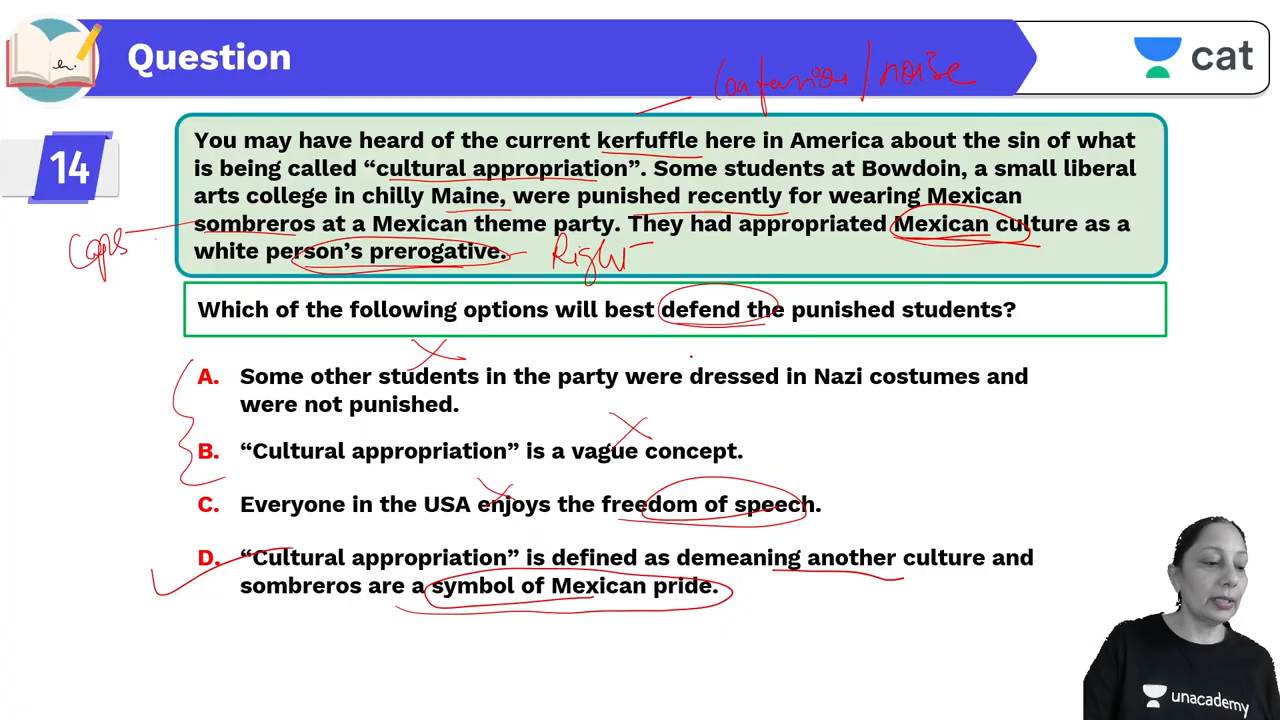 Question
cat
Confusion / noise
14
You may have heard of the current kerfuffle here in America about the sin of what
is being called “cultural appropriation”. Some students at Bowdoin, a small liberal
arts college in chilly Maine, were punished recently for wearing Mexican
sombreros at a Mexican theme party. They had appropriated Mexican culture as a
white person’s prerogative.
Caps
Right
Which of the following options will best defend the punished students?
A. Some other students in the party were dressed in Nazi costumes and
were not punished.
B. “Cultural appropriation” is a vague concept.
C. Everyone in the USA enjoys the freedom of speech.
D. “Cultural appropriation” is defined as demeaning another culture and
sombreros are a symbol of Mexican pride.
unacademy